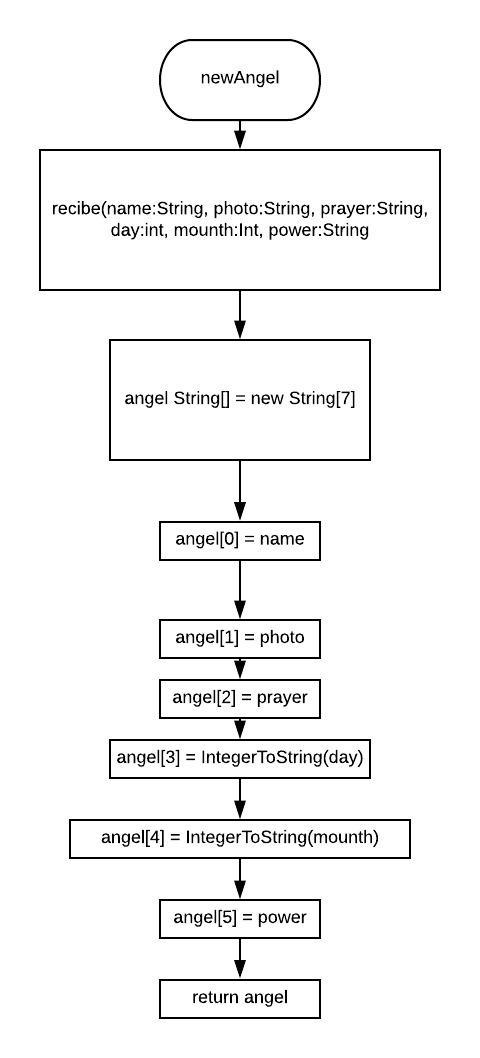 newAngel
recibe(name:String, photo:String, prayer:String,
day:int, mounth:Int, power:String
angel String[] = new String[7]
angel[0] = name
angel[1] = photo
angel[2] = prayer
angel[3] = IntegerToString(day)
angel[4] = IntegerToString(mounth)
angel[5] = power
return angel